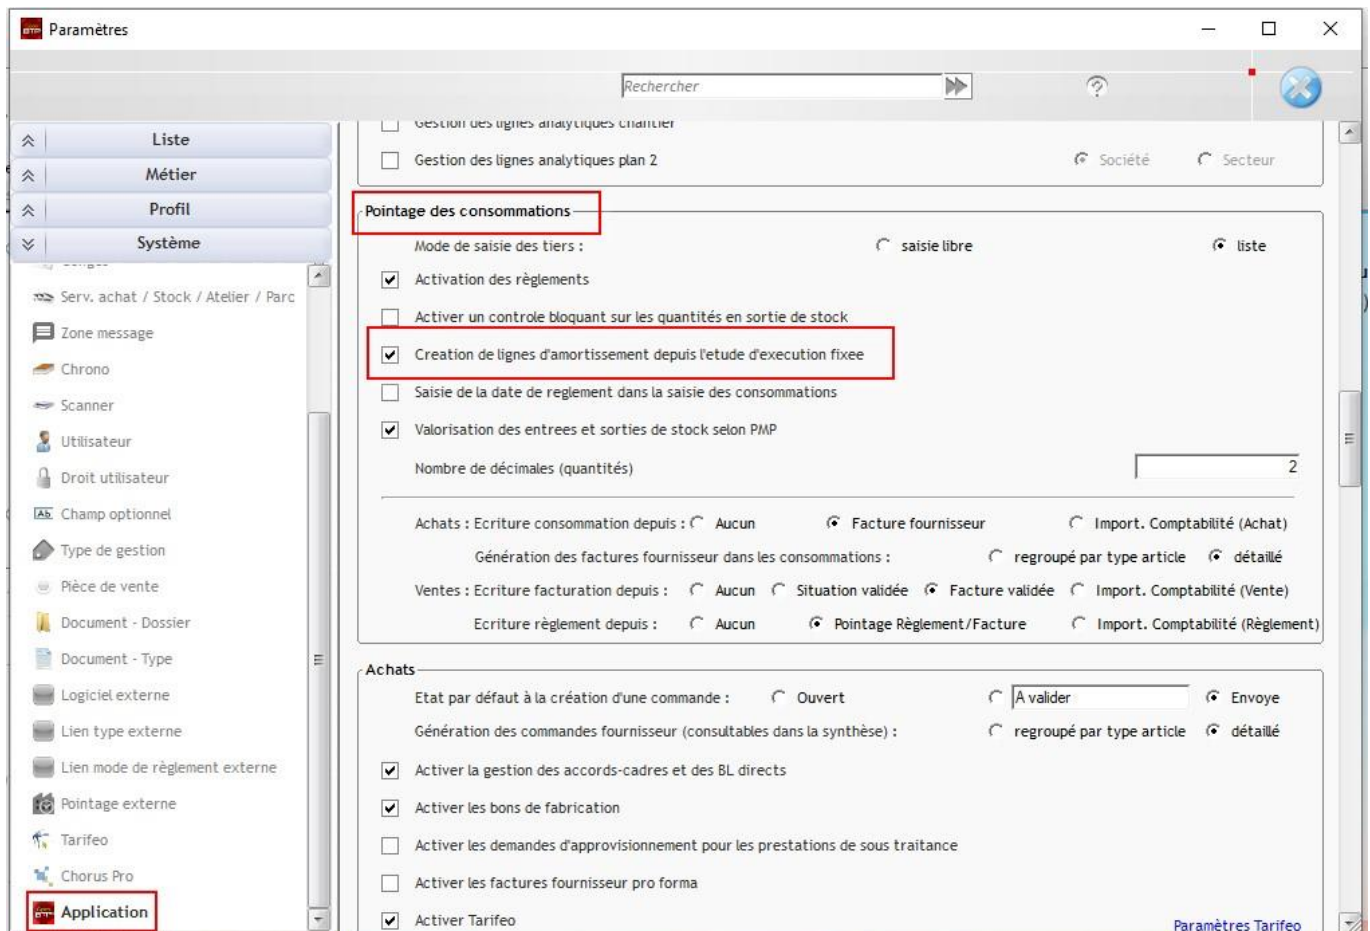 Paramètres
Rechercher
Liste
Métier
Profil
Système
Serv. achat / Stock / Atelier / Parc
Zone message
Chrono
Scanner
Utilisateur
Droit utilisateur
Champ optionnel
Type de gestion
Pièce de vente
Document - Dossier
Document - Type
Logiciel externe
Lien type externe
Lien mode de règlement externe
Pointage externe
Tarifeo
Chorus Pro
Application
Gestion des lignes analytiques chantier
Gestion des lignes analytiques plan 2 Société Secteur
Pointage des consommations
Mode de saisie des tiers : saisie libre liste
Activation des règlements
Activer un controle bloquant sur les quantités en sortie de stock
Creation de lignes d'amortissement depuis l'etude d'execution fixee
Saisie de la date de reglement dans la saisie des consommations
Valorisation des entrees et sorties de stock selon PMP
Nombre de décimales (quantités) 2
Achats : Ecriture consommation depuis : Aucun Facture fournisseur Import. Comptabilité (Achat)
Génération des factures fournisseur dans les consommations : regroupé par type article détaillé
Ventes : Ecriture facturation depuis : Aucun Situation validée Facture validée Import. Comptabilité (Vente)
Ecriture règlement depuis : Aucun Pointage Règlement/Facture Import. Comptabilité (Règlement)
Achats
Etat par défaut à la création d'une commande : Ouvert A valider Envoye
Génération des commandes fournisseur (consultables dans la synthèse) : regroupé par type article détaillé
Activer la gestion des accords-cadres et des BL directs
Activer les bons de fabrication
Activer les demandes d'approvisionnement pour les prestations de sous traitance
Activer les factures fournisseur pro forma
Activer Tarifeo Paramètres Tarifeo